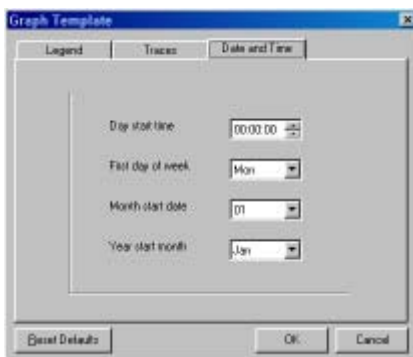 Graph Template
Legend Traces Date and Time
Day start time 00:00:00
First day of week Mon
Month start date 01
Year start month Jan
Reset Defaults OK Cancel